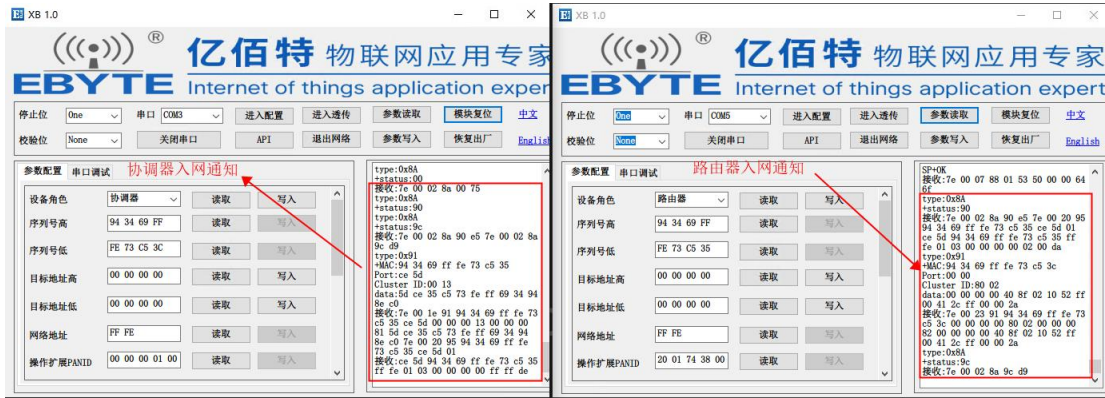 XB 1.0
亿佰特 物联网应用专家
EBYTE Internet of things application exper
®
停止位 One 串口 COM3 进入配置 进入透传 参数读取 模块复位 中文
校验位 None 关闭串口 API 退出网络 参数写入 恢复出厂 English
参数配置 串口调试 协调器入网通知
设备角色 协调器 读取 写入
序列号高 94 34 69 FF 读取 写入
序列号低 FE 73 C5 3C 读取 写入
目标地址高 00 00 00 00 读取 写入
目标地址低 00 00 00 00 读取 写入
网络地址 FF FE 读取 写入
操作扩展PANID 00 00 00 01 00 读取 写入
type:0x8A
+status:00
接收:7e 00 02 8a 00 75
type:0x8A
+status:90
type:0x8A
+status:9c
接收:7e 00 02 8a 90 e5 7e 00 02 8a
9c d9
type:0x91
+MAC:94 34 69 ff fe 73 c5 35
Port:ce 5d
Cluster ID:00 13
data:5d ce 35 c5 73 fe ff 69 34 94
8e c0
接收:7e 00 1e 91 94 34 69 ff fe 73
c5 35 ce 5d 00 00 00 13 00 00 00
81 5d ce 35 c5 73 fe ff 69 34 94
8e c0 7e 00 20 95 94 34 69 ff fe
73 c5 35 ce 5d 01
接收:ce 5d 94 34 69 ff fe 73 c5 35
ff fe 01 03 00 00 00 00 ff ff de
XB 1.0
亿佰特 物联网应用专家
EBYTE Internet of things application expert
®
停止位 One 串口 COM5 进入配置 进入透传 参数读取 模块复位 中文
校验位 None 关闭串口 API 退出网络 参数写入 恢复出厂 English
参数配置 串口调试 路由器入网通知
设备角色 路由器 读取 写入
序列号高 94 34 69 FF 读取 写入
序列号低 FE 73 C5 35 读取 写入
目标地址高 00 00 00 00 读取 写入
目标地址低 00 00 00 00 读取 写入
网络地址 FF FE 读取 写入
操作扩展PANID 20 01 74 38 00 读取 写入
SP+OK
接收:7e 00 07 88 01 53 50 00 00 64
6f
type:0x8A
+status:90
接收:7e 00 02 8a 90 e5 7e 00 20 95
94 34 69 ff fe 73 c5 35 ce 5d 01
ce 5d 94 34 69 ff fe 73 c5 35 ff
fe 01 03 00 00 00 00 02 00 da
type:0x91
+MAC:94 34 69 ff fe 73 c5 3c
Port:00 00
Cluster ID:80 02
data:00 00 00 00 40 8f 02 10 52 ff
00 41 2c ff 00 00 2a
接收:7e 00 23 91 94 34 69 ff fe 73
c5 3c 00 00 00 00 80 02 00 00 00
82 00 00 00 00 40 8f 02 10 52 ff
00 41 2c ff 00 00 2a
type:0x8A
+status:9c
接收:7e 00 02 8a 9c d9